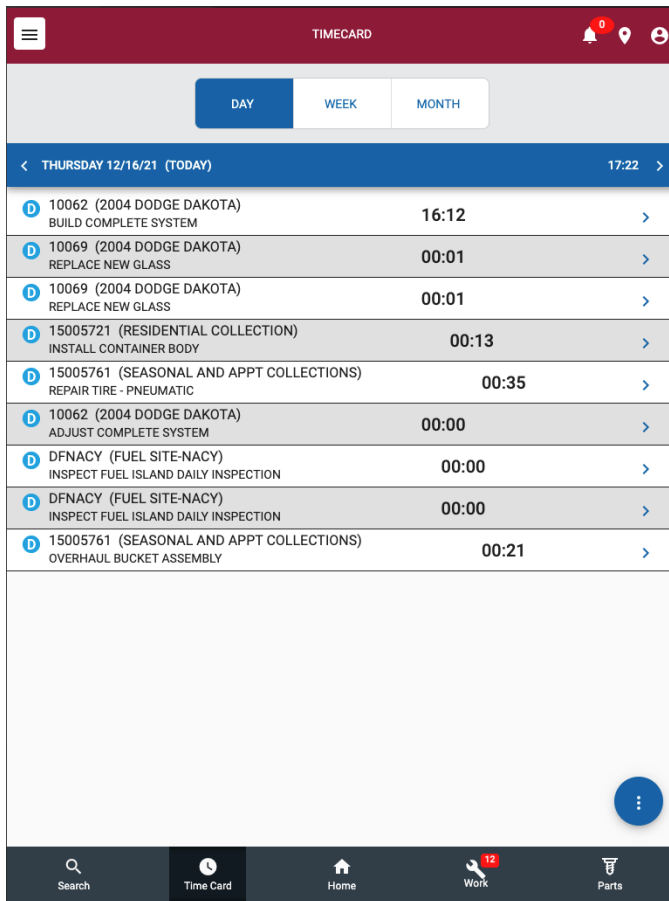 TIMECARD
0
DAY WEEK MONTH
THURSDAY 12/16/21 (TODAY) 17:22
D 10062 (2004 DODGE DAKOTA)
BUILD COMPLETE SYSTEM
16:12
D 10069 (2004 DODGE DAKOTA)
REPLACE NEW GLASS
00:01
D 10069 (2004 DODGE DAKOTA)
REPLACE NEW GLASS
00:01
D 15005721 (RESIDENTIAL COLLECTION)
INSTALL CONTAINER BODY
00:13
D 15005761 (SEASONAL AND APPT COLLECTIONS)
REPAIR TIRE - PNEUMATIC
00:35
D 10062 (2004 DODGE DAKOTA)
ADJUST COMPLETE SYSTEM
00:00
D DFNACY (FUEL SITE-NACY)
INSPECT FUEL ISLAND DAILY INSPECTION
00:00
D DFNACY (FUEL SITE-NACY)
INSPECT FUEL ISLAND DAILY INSPECTION
00:00
D 15005761 (SEASONAL AND APPT COLLECTIONS)
OVERHAUL BUCKET ASSEMBLY
00:21
12
Search Time Card Home Work Parts